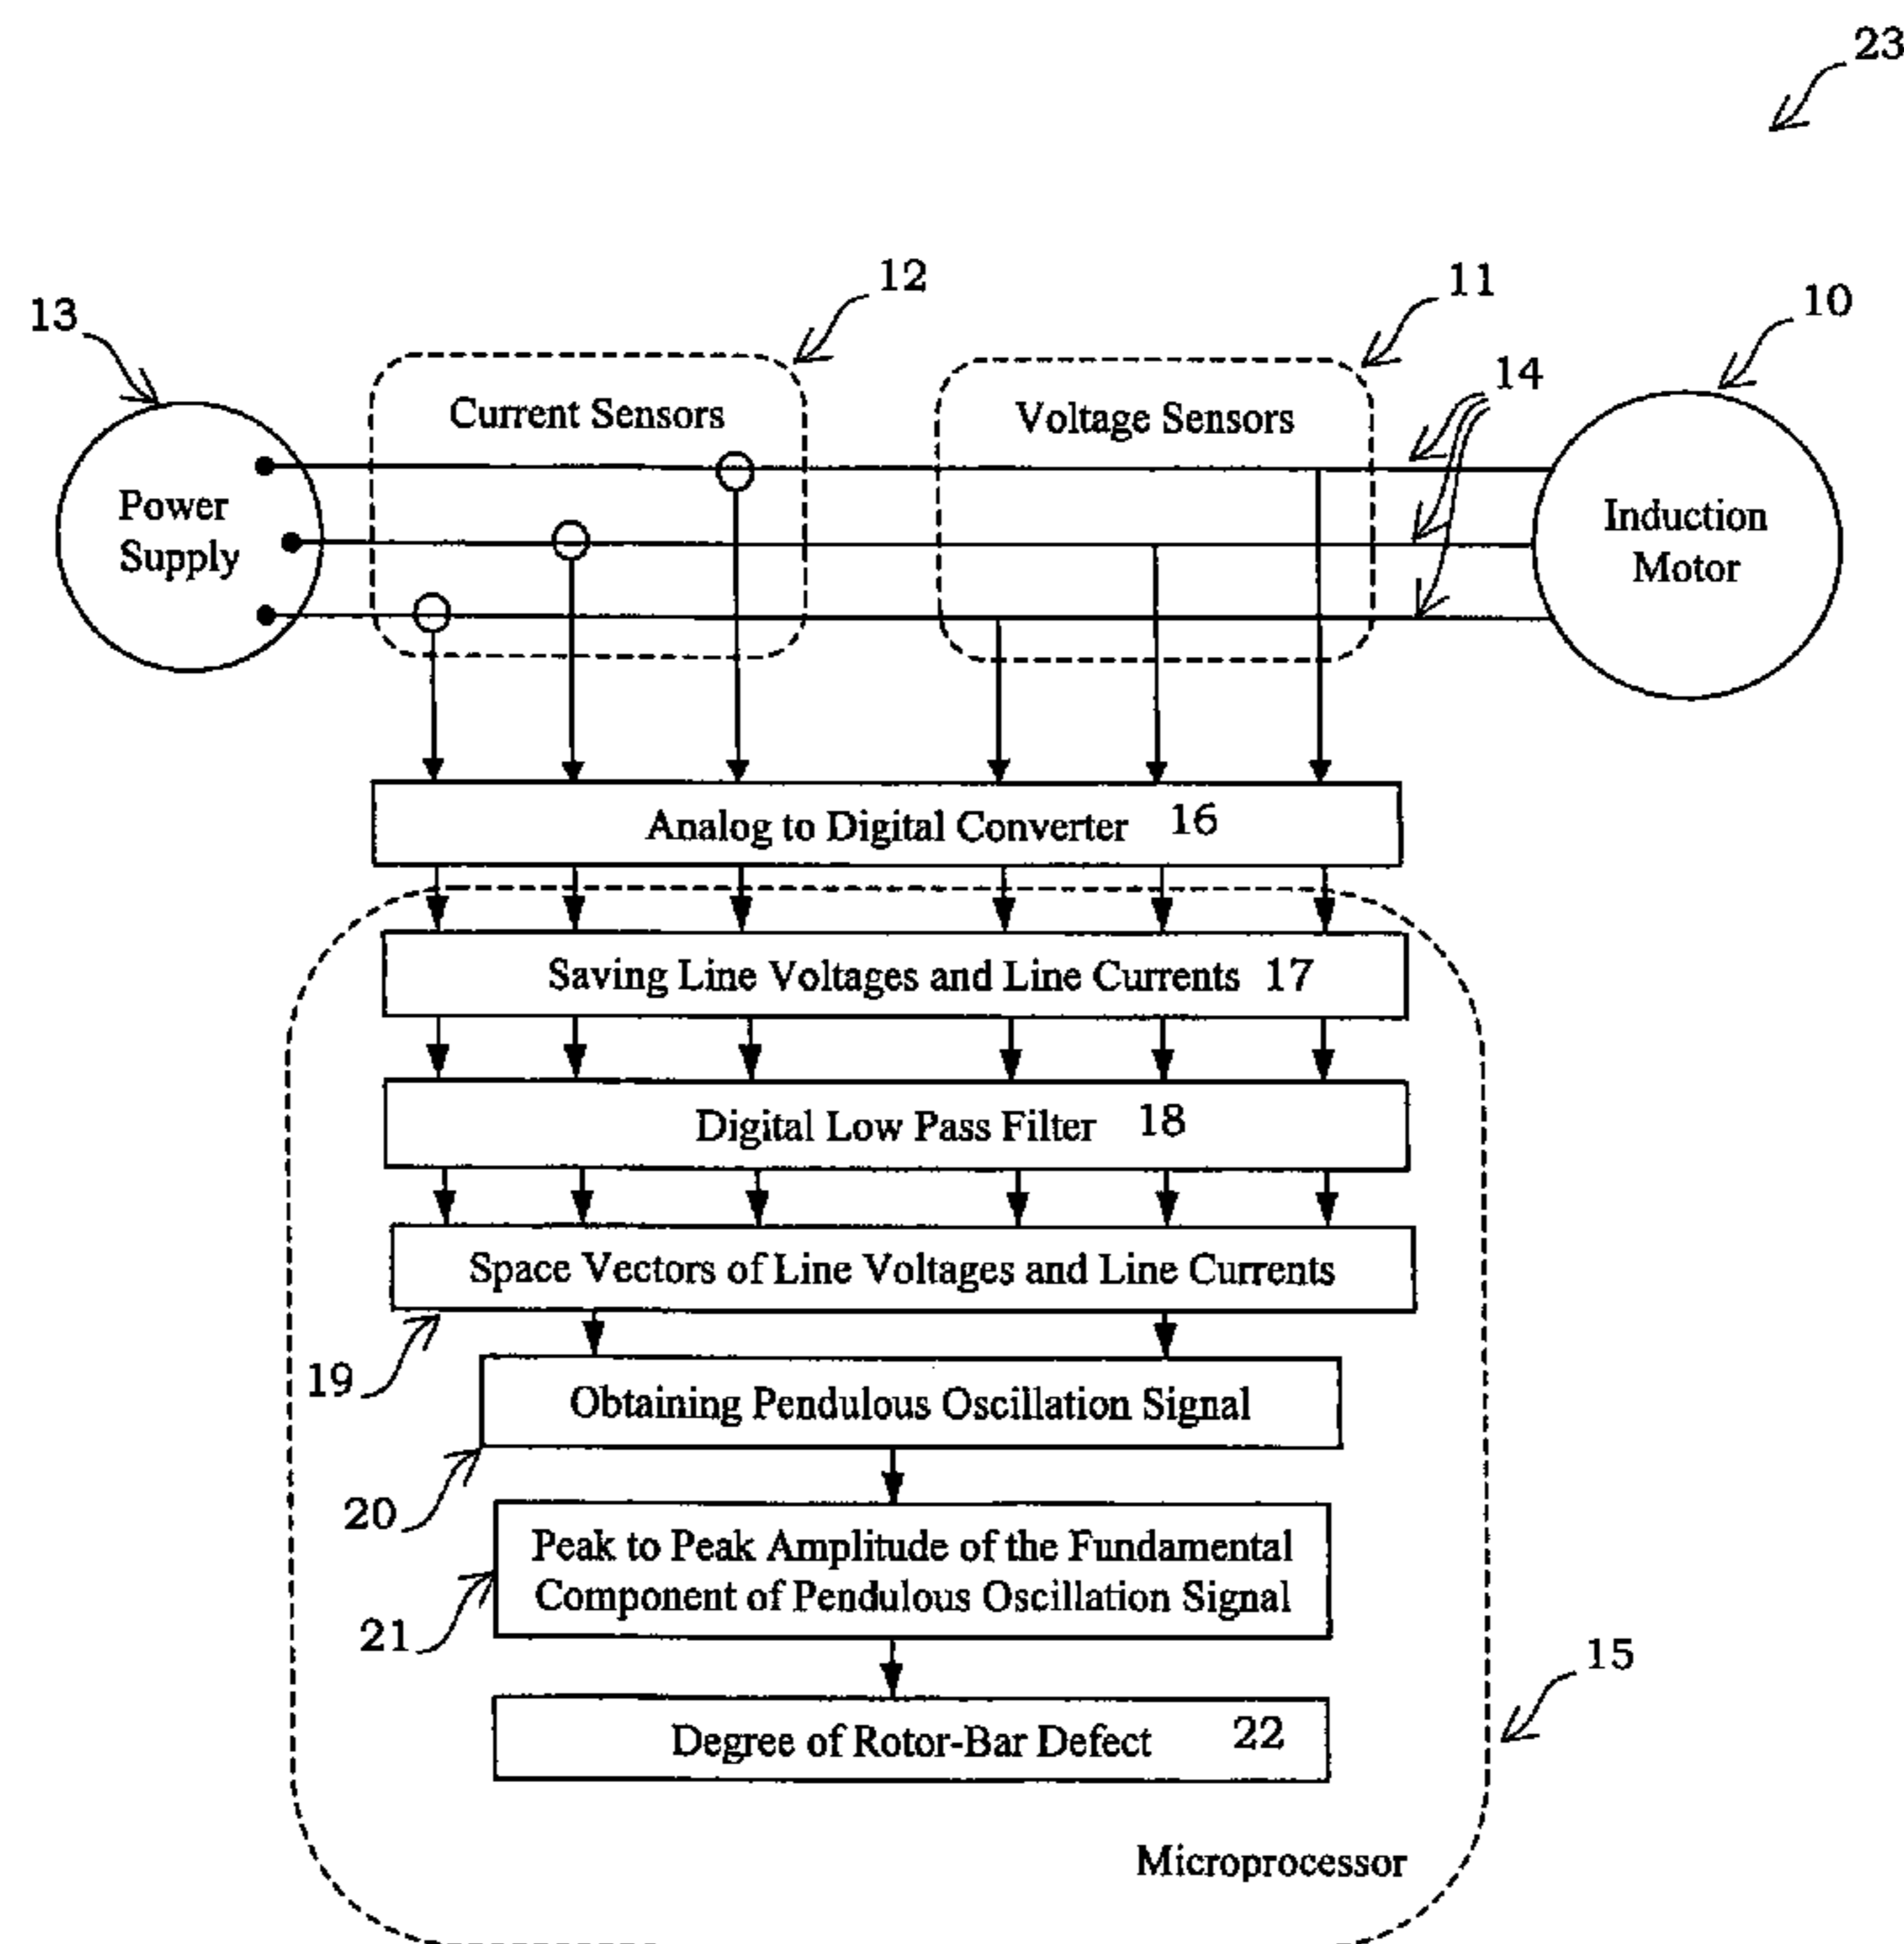 23
12
11
10
13
14
Current Sensors
Voltage Sensors
Power
Supply
Induction
Motor
Analog to Digital Converter 16
Saving Line Voltages and Line Currents 17
Digital Low Pass Filter 18
Space Vectors of Line Voltages and Line Currents
19
Obtaining Pendulous Oscillation Signal
20
Peak to Peak Amplitude of the Fundamental
Component of Pendulous Oscillation Signal
21
15
Degree of Rotor-Bar Defect 22
Microprocessor